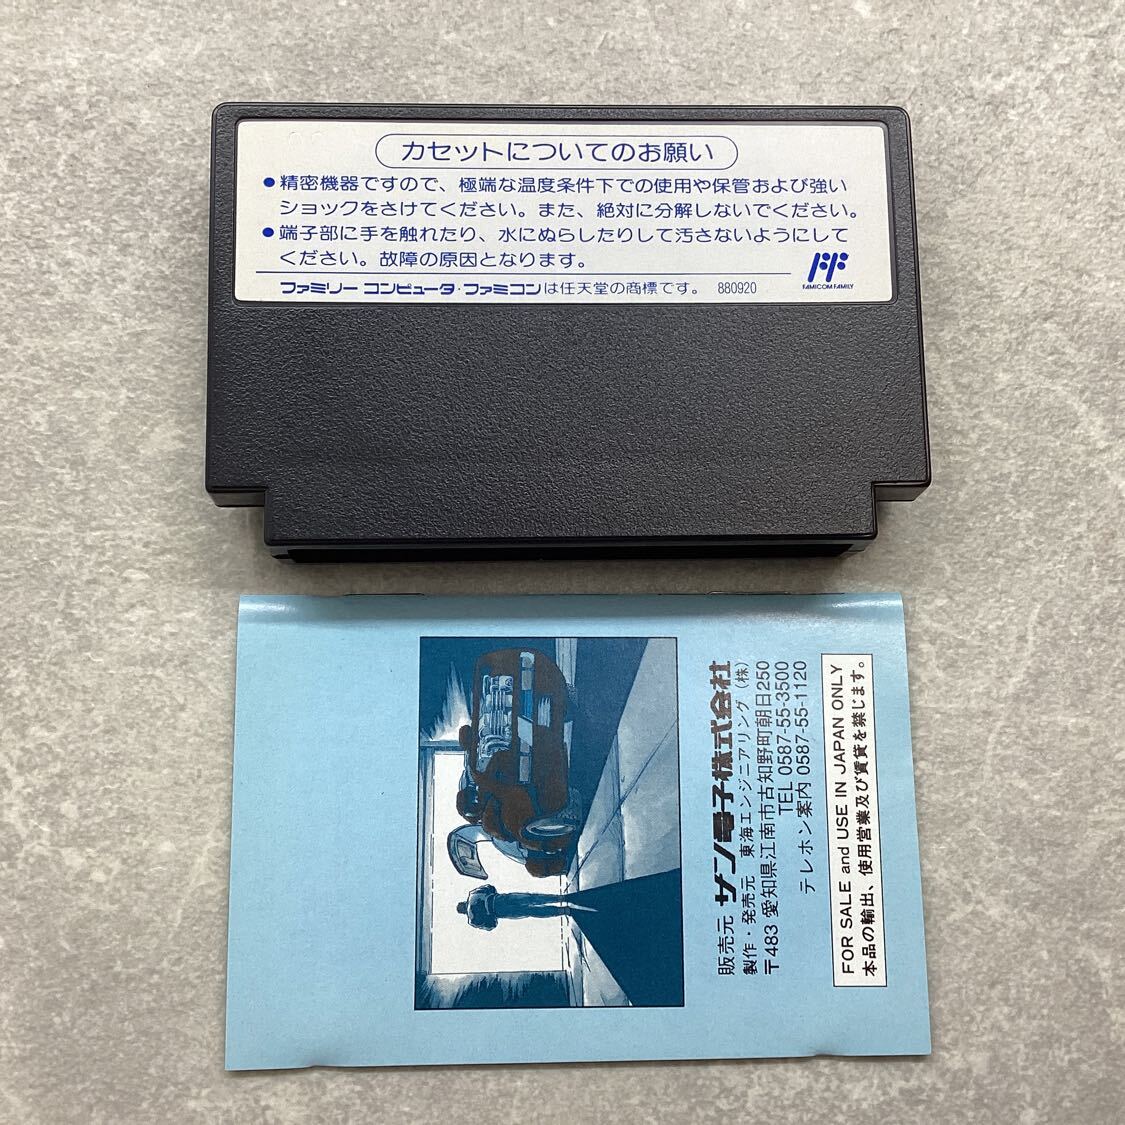 カセットについてのお願い
●精密機器ですので、極端な温度条件下での使用や保管および強い
ショックをさけてください。また、絶対に分解しないでください。
●端子部に手を触れたり、水にぬらしたりして汚さないようにして
ください。故障の原因となります。
ファミリー コンピュータ・ファミコンは任天堂の商標です。 880920
FF
FAMICOM FAMILY
販売元 サン電子株式会社
製作・発売元 東海エンジニアリング(株)
〒483 愛知県江南市古知野町朝日250
TEL 0587-55-3500
テレホン案内 0587-55-1120
FOR SALE and USE IN JAPAN ONLY
本品の輸出、使用営業及び賃貸を禁じます。